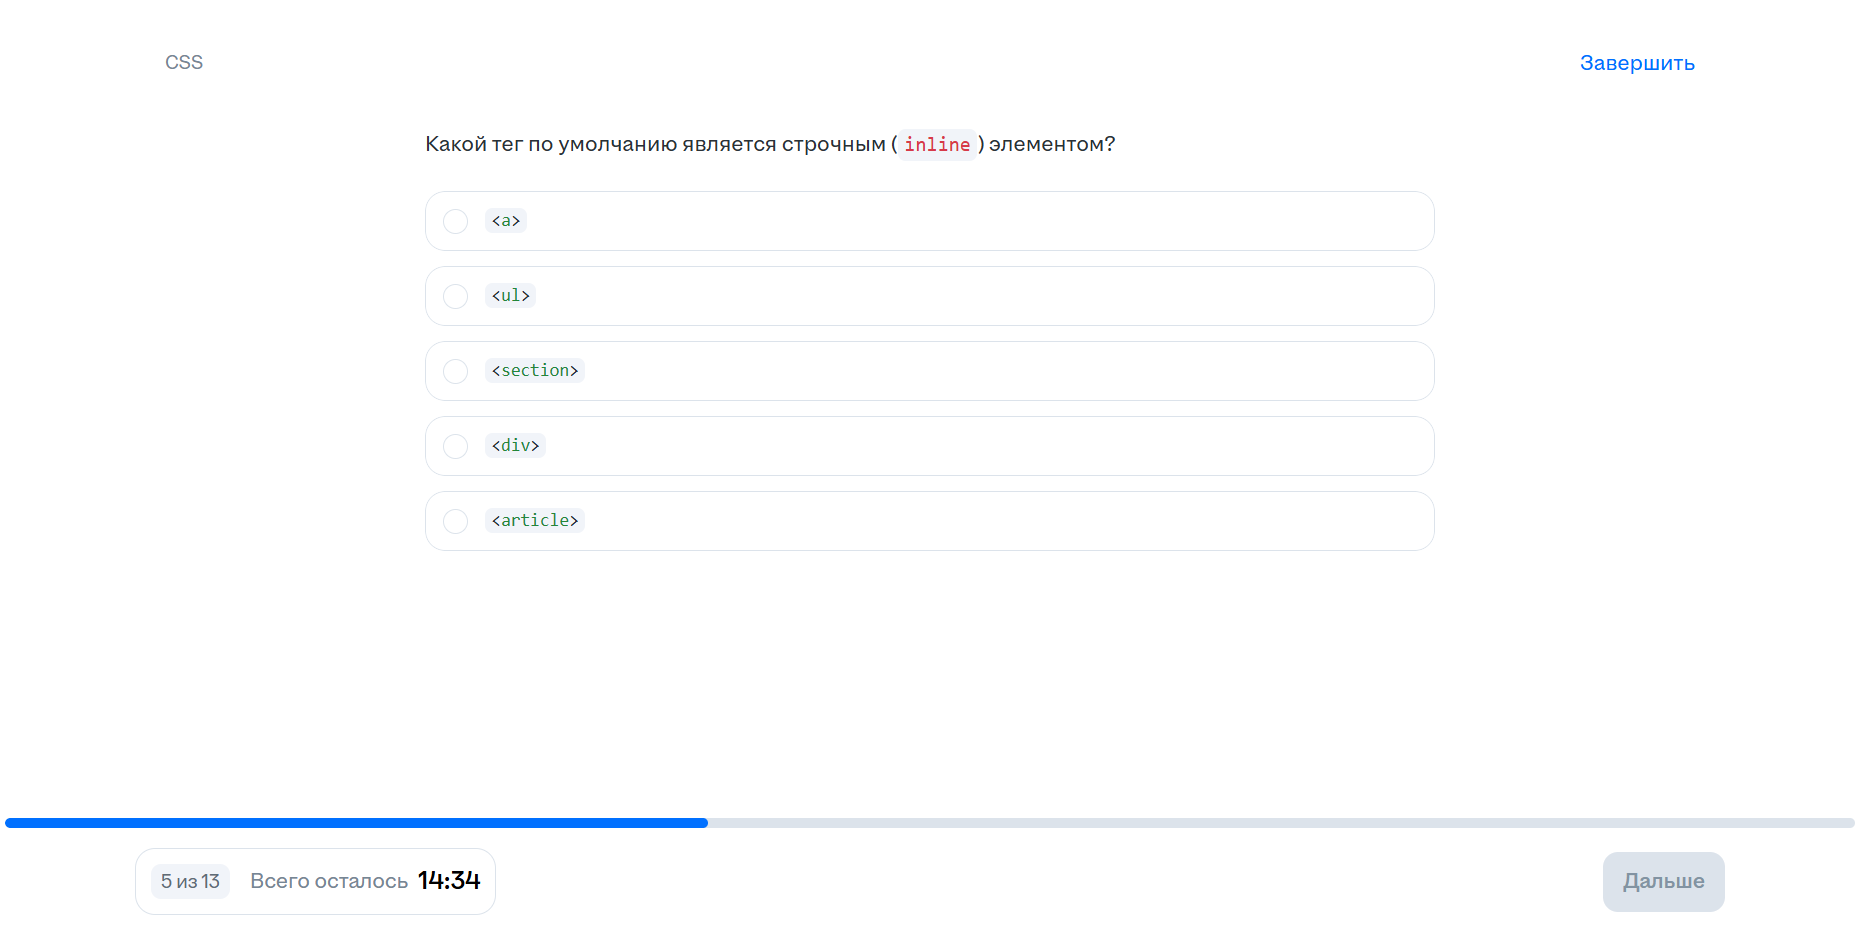 CSS
Завершить
Какой тег по умолчанию является строчным (inline) элементом?
<a>
<ul>
<section>
<div>
<article>
5 из 13
Всего осталось 14:34
Дальше